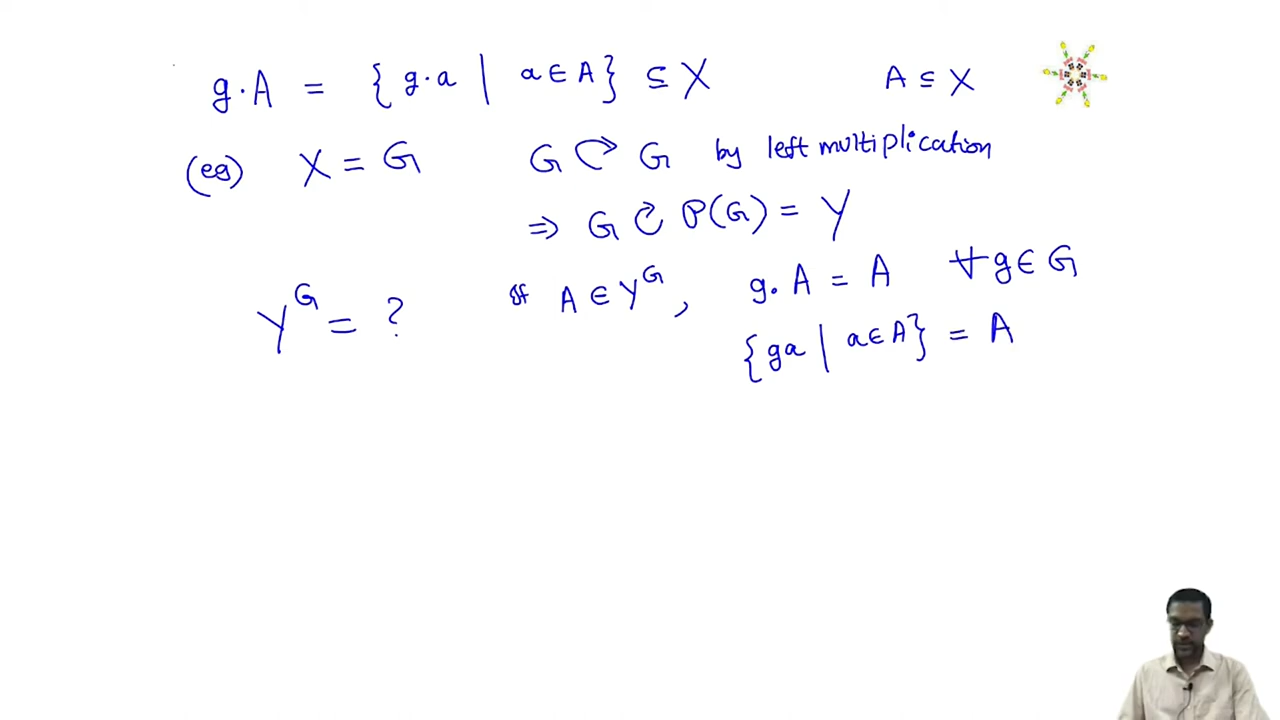 g·A = {g·a | a∈A} ⊆ X A ⊆ X
(eg) X = G G ↻ G by left multiplication
⇒ G ↻ P(G) = Y
Y^G = ? If A ∈ Y^G, g·A = A ∀ g∈G
{ga | a∈A} = A